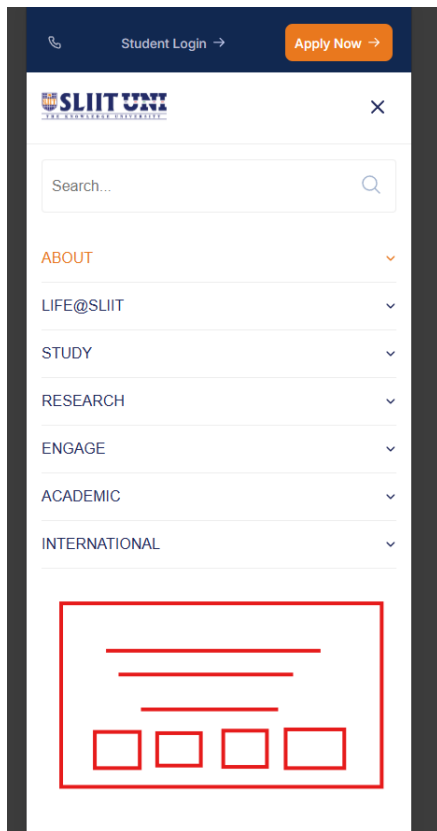 Student Login →
Apply Now →
SLIIT UNI
THE KNOWLEDGE UNIVERSITY
Search...
ABOUT
LIFE@SLIIT
STUDY
RESEARCH
ENGAGE
ACADEMIC
INTERNATIONAL